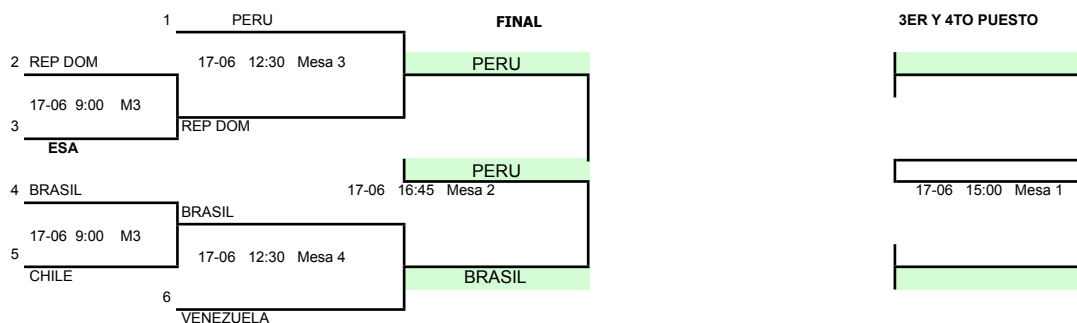 1 PERU FINAL 3ER Y 4TO PUESTO
2 REP DOM 17-06 12:30 Mesa 3 PERU
17-06 9:00 M3
3 REP DOM
ESA
PERU
4 BRASIL 17-06 16:45 Mesa 2 17-06 15:00 Mesa 1
BRASIL
17-06 9:00 M3
5 17-06 12:30 Mesa 4
CHILE BRASIL
6
VENEZUELA